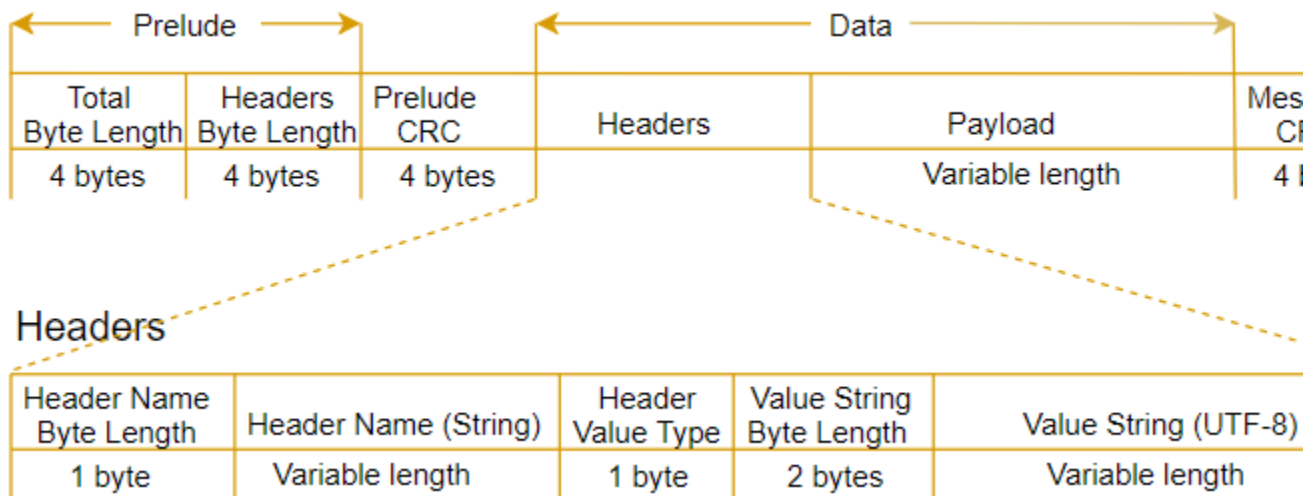 Prelude
Data
Total Byte Length
Headers Byte Length
Prelude CRC
Headers
Payload
4 bytes
4 bytes
4 bytes
Variable length
4
Headers
Header Name Byte Length
Header Name (String)
Header Value Type
Value String Byte Length
Value String (UTF-8)
1 byte
Variable length
1 byte
2 bytes
Variable length